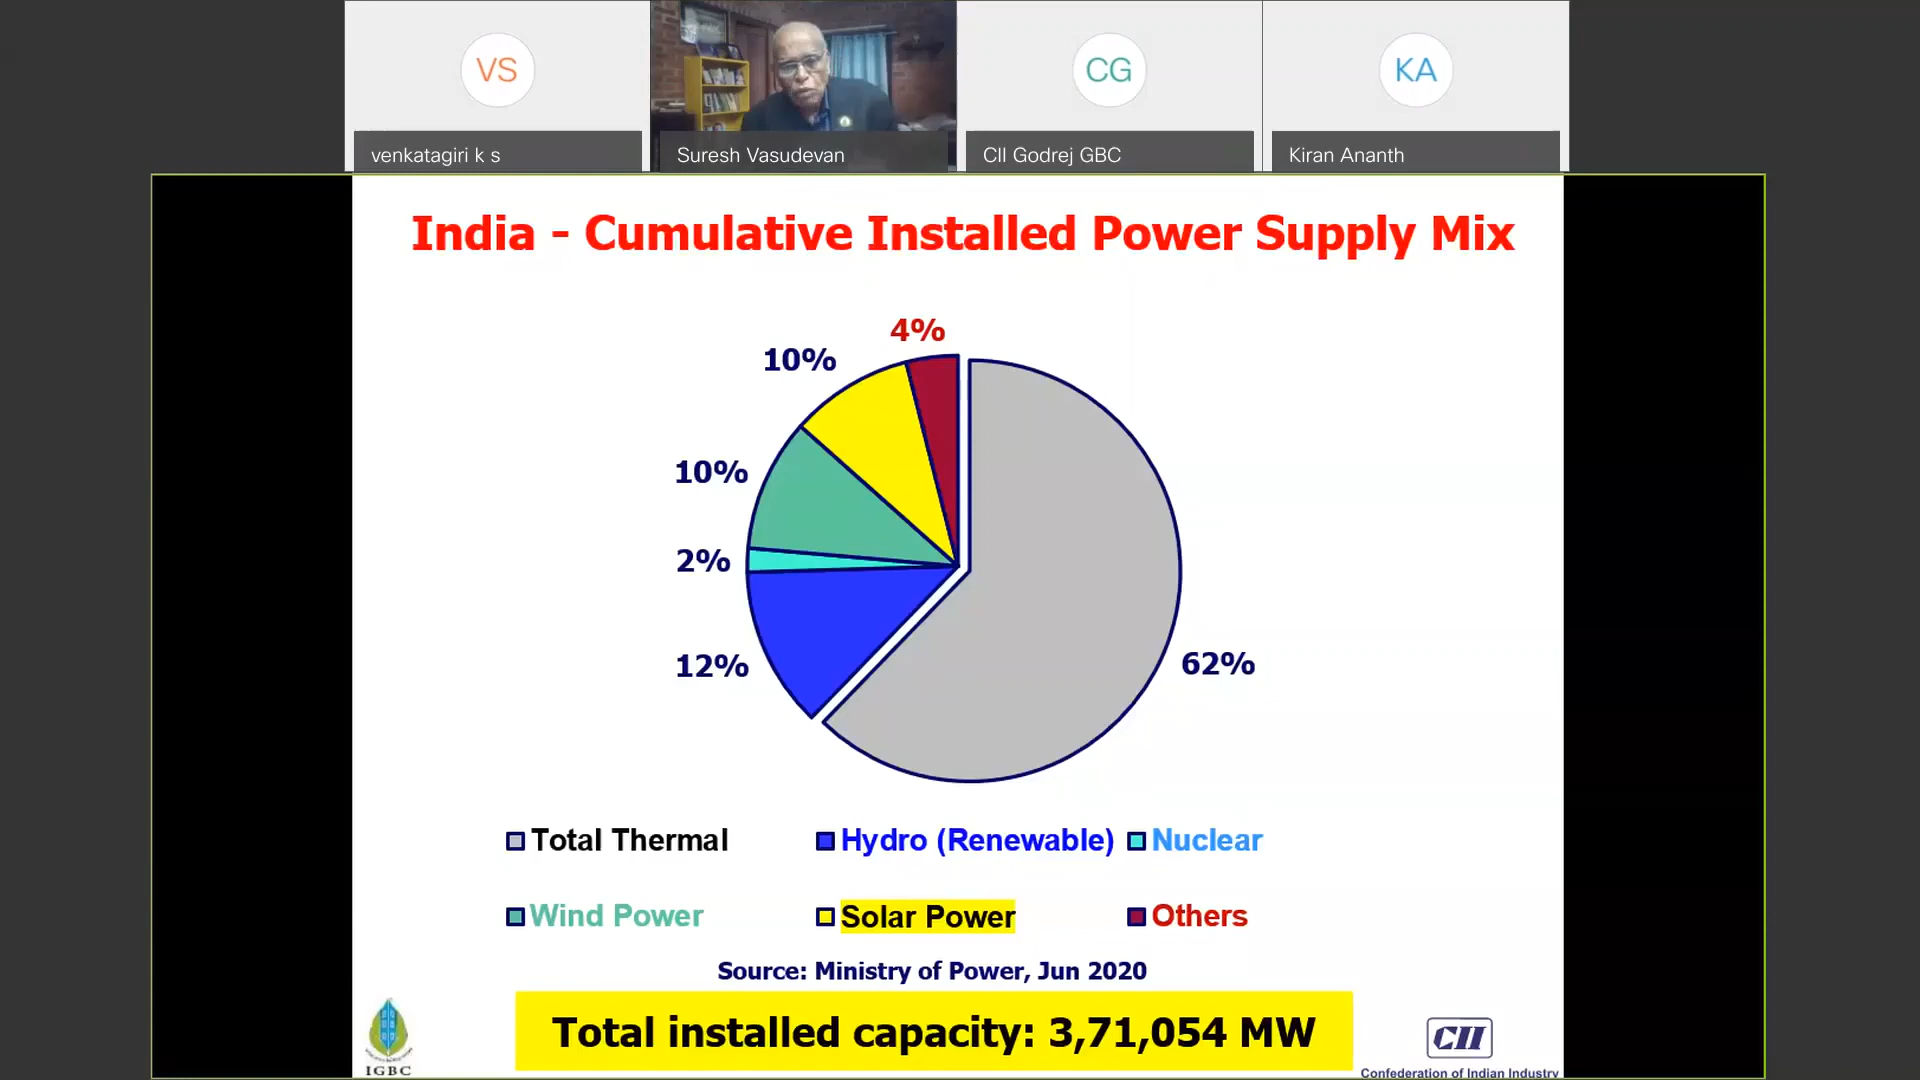 VS
CG
KA
venkatagiri k s
Suresh Vasudevan
CII Godrej GBC
Kiran Ananth
India - Cumulative Installed Power Supply Mix
4%
10%
10%
2%
12%
62%
Total Thermal
Hydro (Renewable)
Nuclear
Wind Power
Solar Power
Others
Source: Ministry of Power, Jun 2020
Total installed capacity: 3,71,054 MW
IGBC
CII
Confederation of Indian Industry